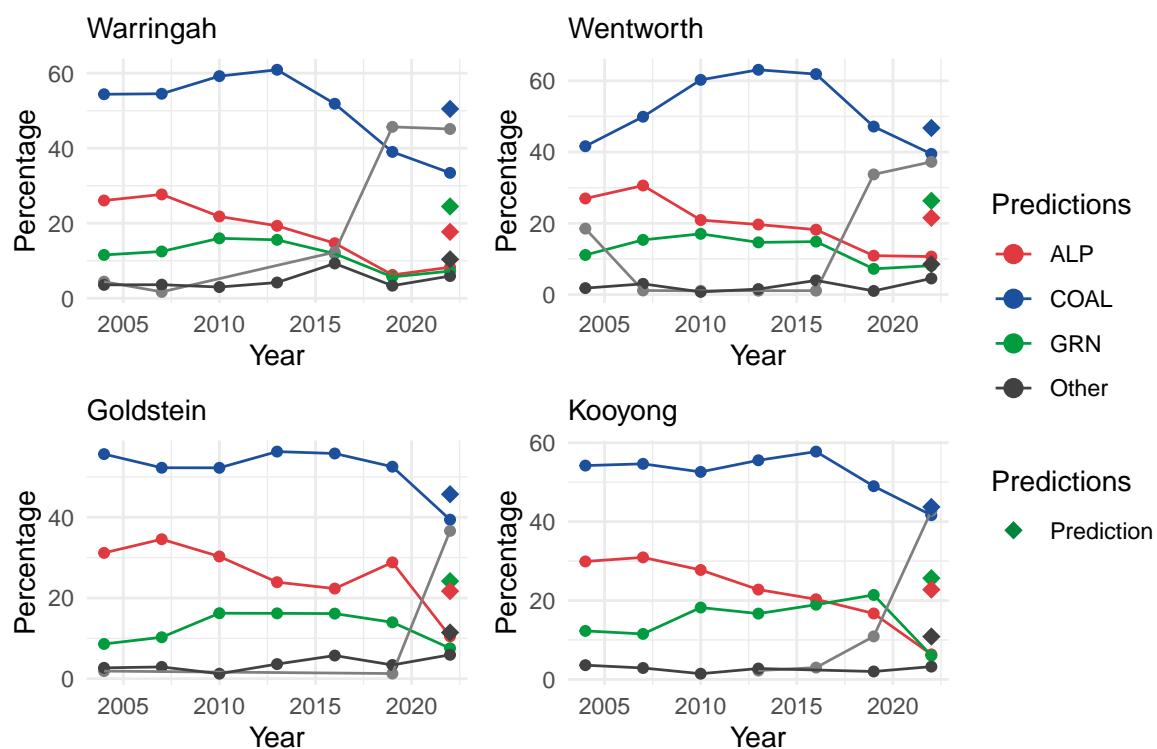 Warringah
Percentage
60
40
20
0
2005 2010 2015 2020
Year
Wentworth
Percentage
60
40
20
0
2005 2010 2015 2020
Year
Goldstein
Percentage
40
20
0
2005 2010 2015 2020
Year
Kooyong
Percentage
60
40
20
0
2005 2010 2015 2020
Year
Predictions
ALP
COAL
GRN
Other
Predictions
Prediction